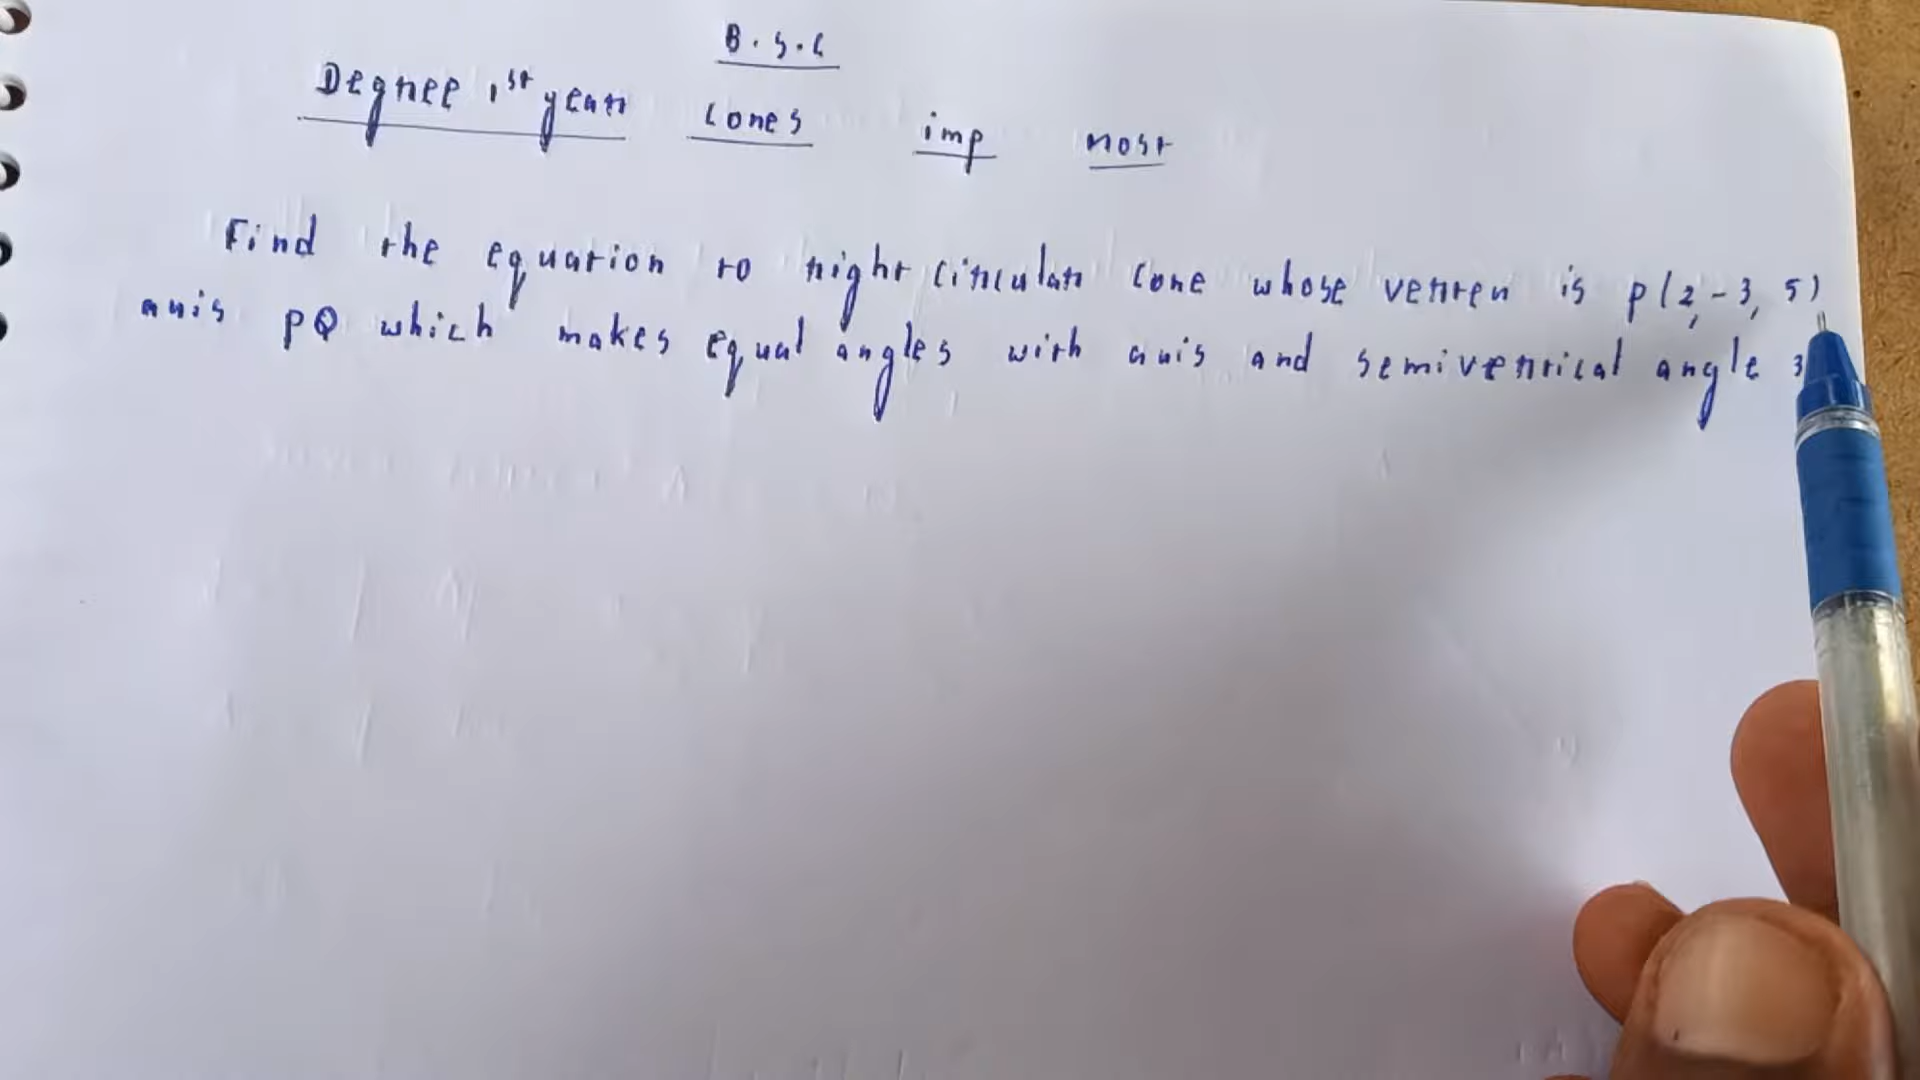 B.S.C
Degree 1st year Cones imp most
Find the equation to right circular cone whose vertex is P(2,-3,5)
axis PQ which makes equal angles with axis and semivertical angle 3